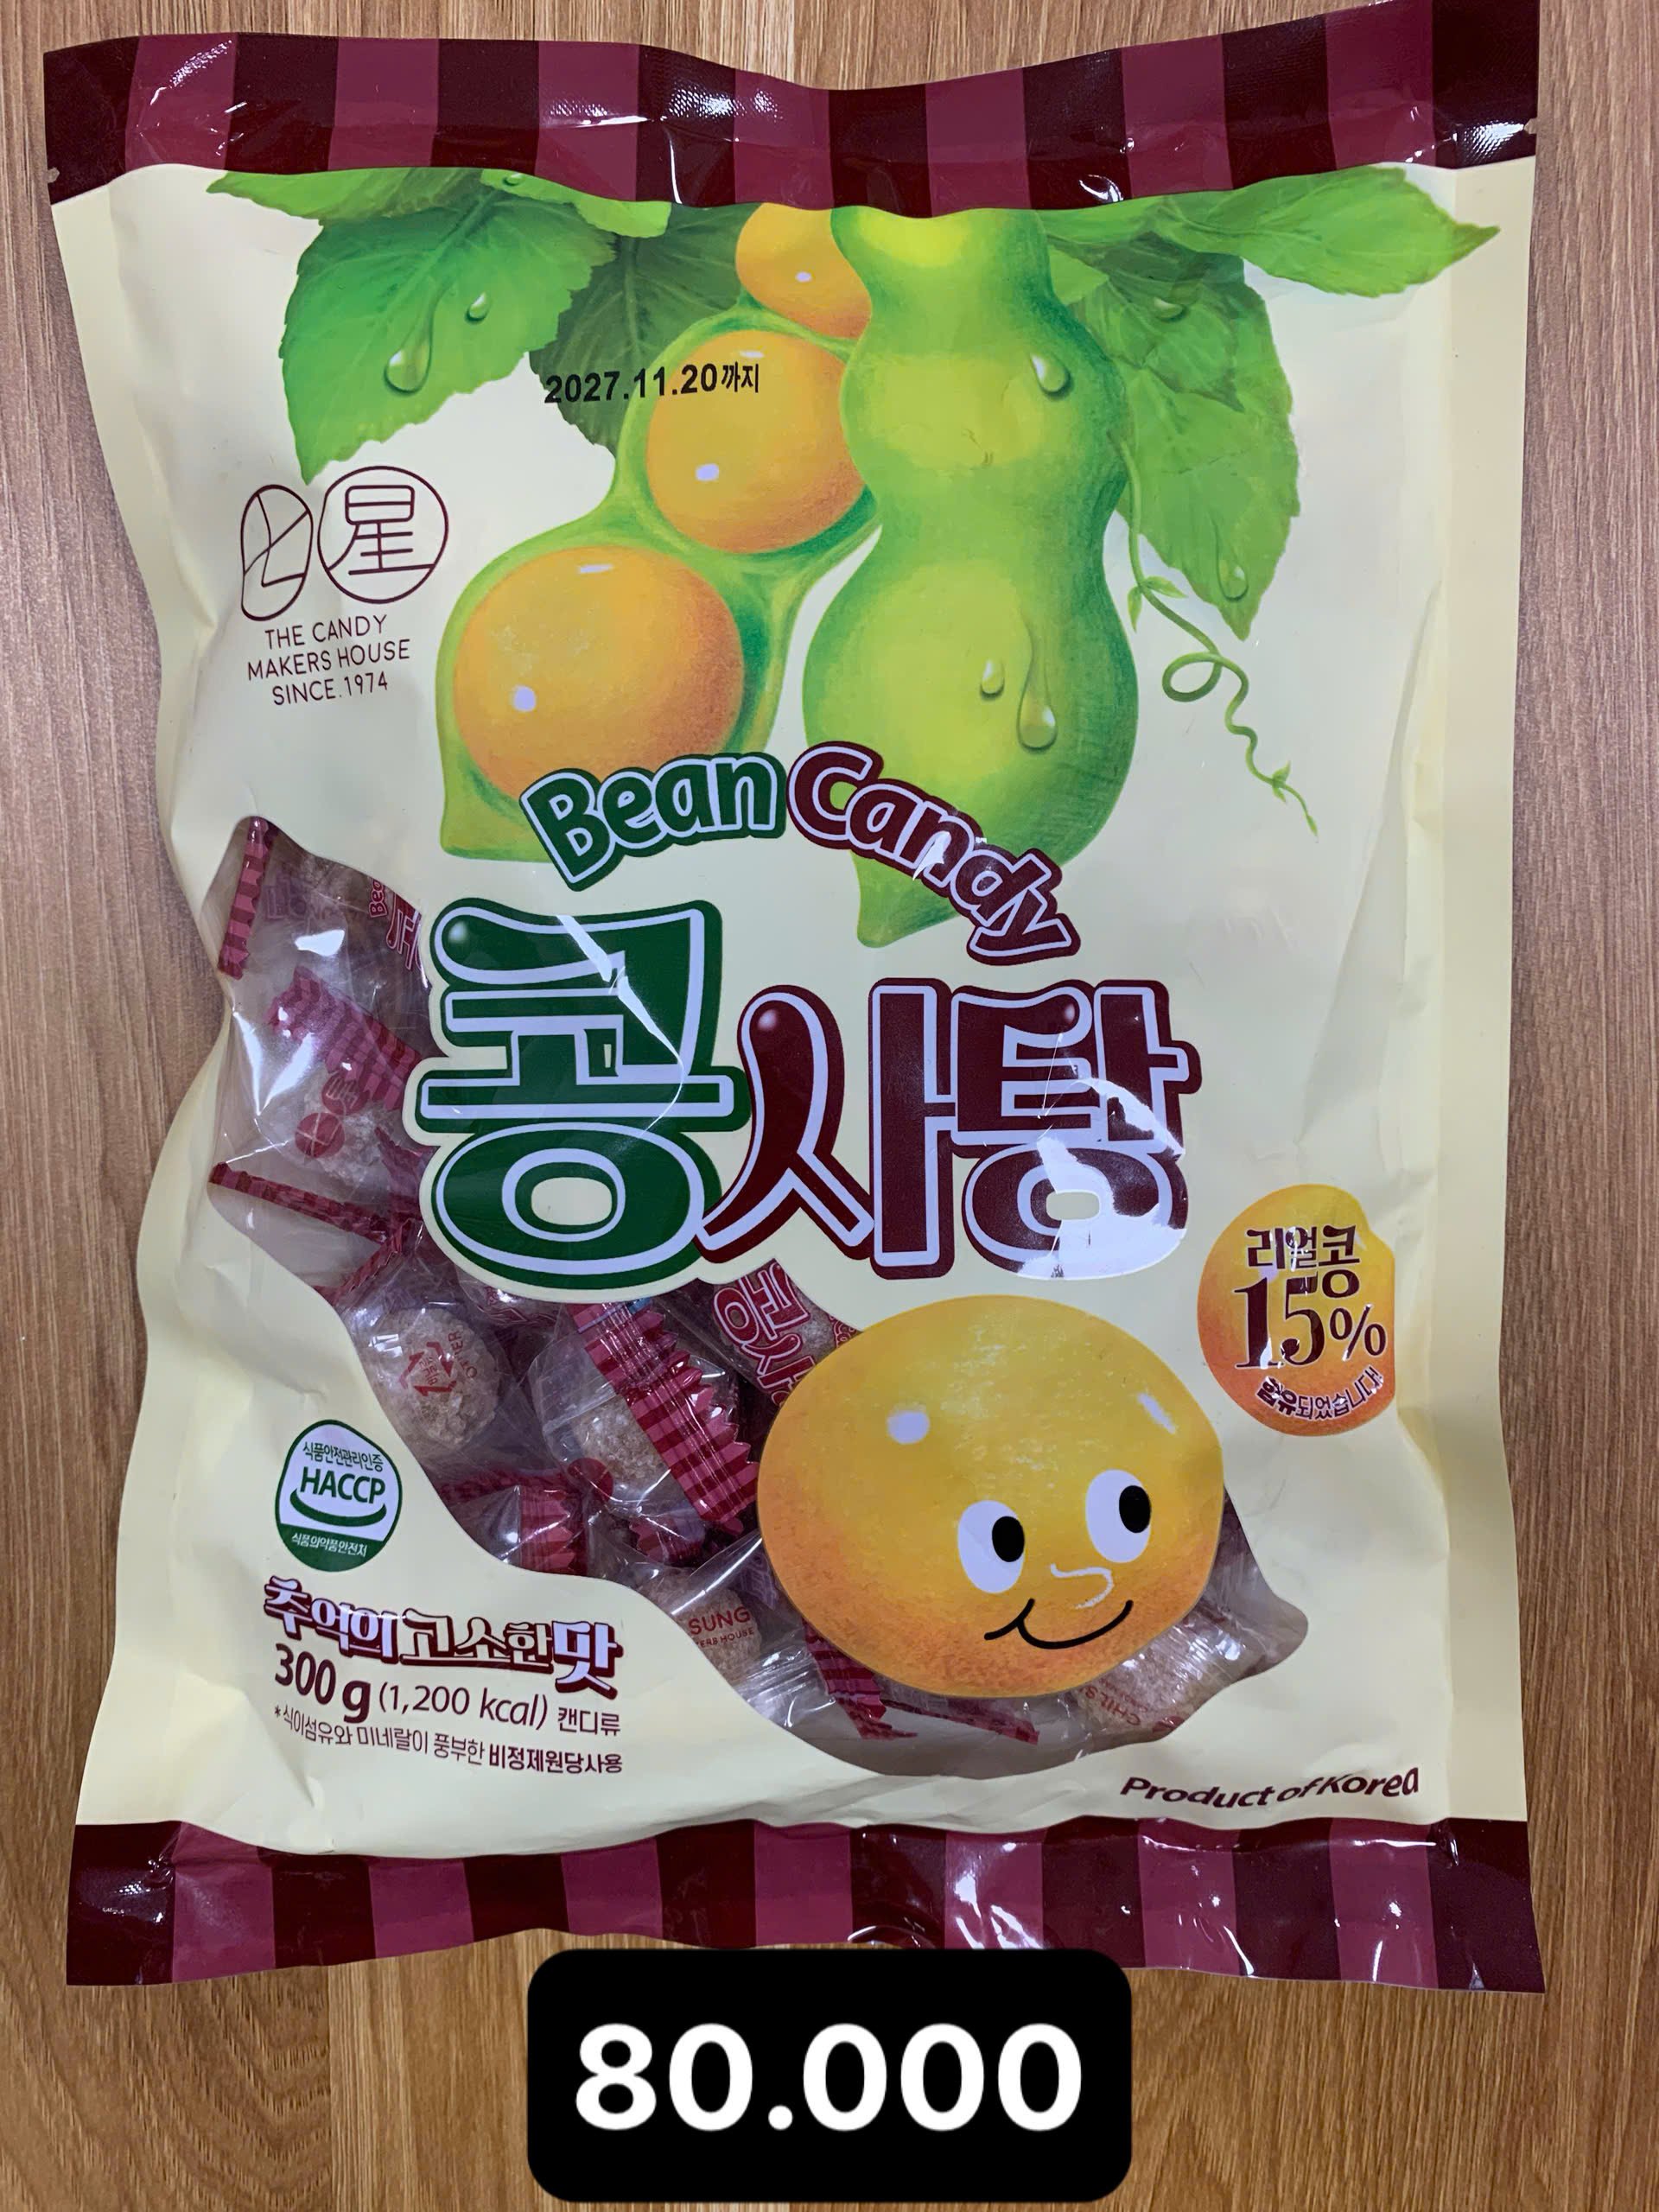 2027.11.20까지
七星
THE CANDY
MAKERS HOUSE
SINCE.1974
Bean Candy
콩사탕
리얼콩
15%
함유되었습니다!
식품안전관리인증
HACCP
식품의약품안전처
추억의 고소한맛
300 g (1,200 kcal) 캔디류
*식이섬유와 미네랄이 풍부한 비정제원당사용
SUNG
Product of Korea
80.000